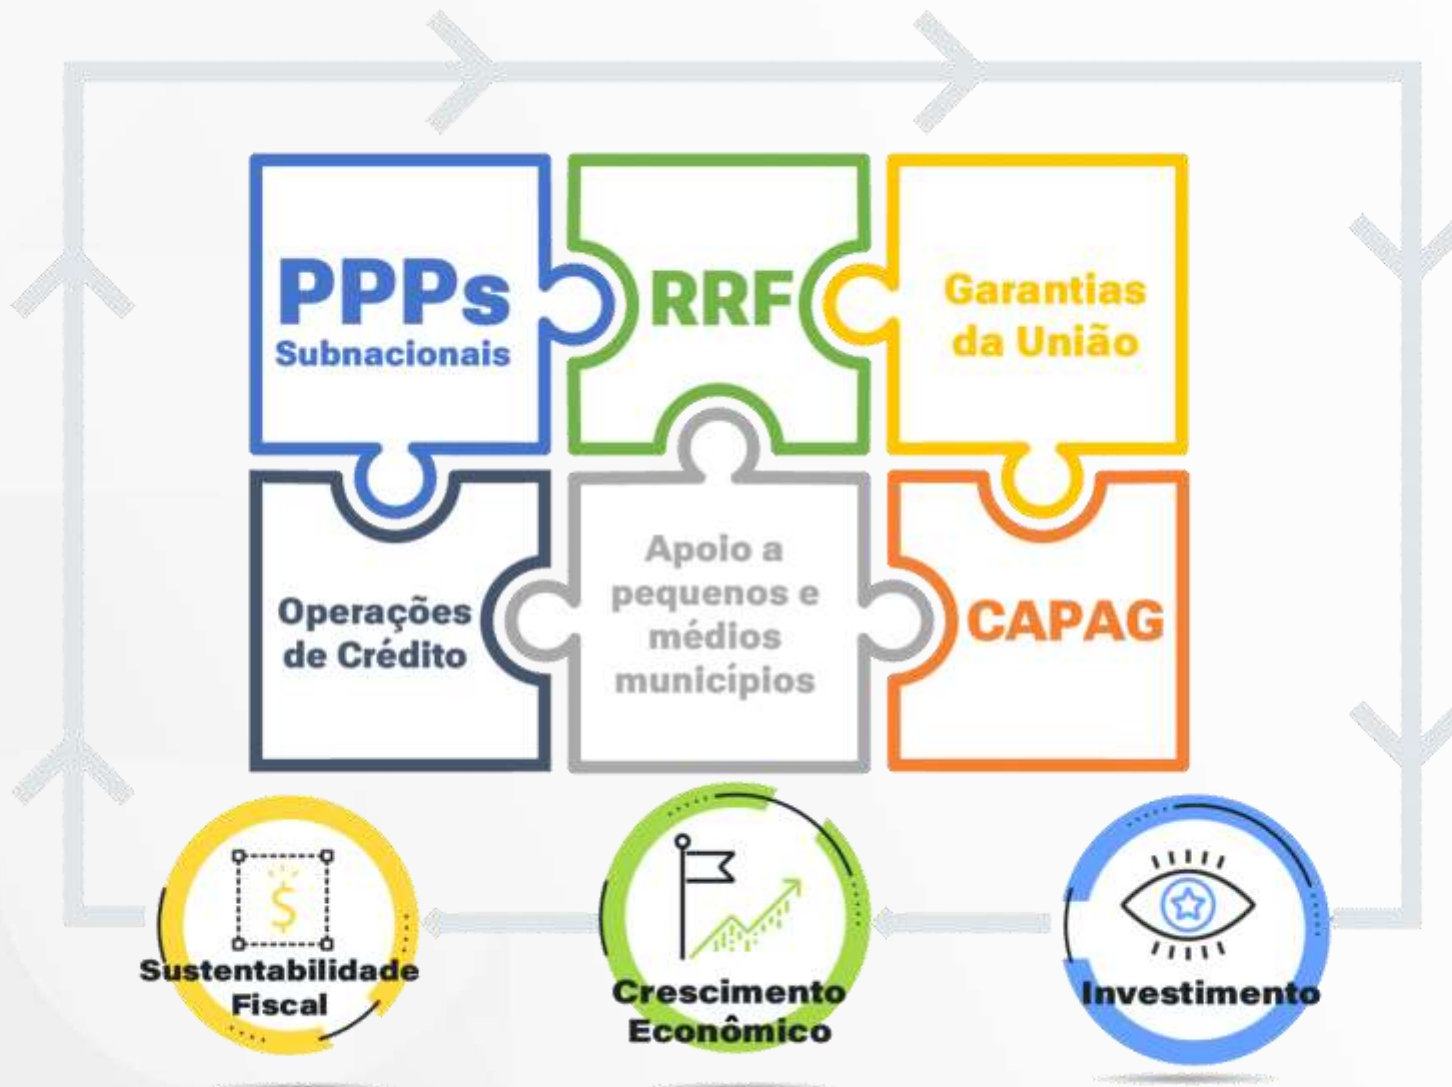 PPPs
Subnacionais
RRF
Garantias
da União
Operações
de Crédito
Apoio a
pequenos e
médios
municípios
CAPAG
$
Sustentabilidade
Fiscal
Crescimento
Econômico
Investimento